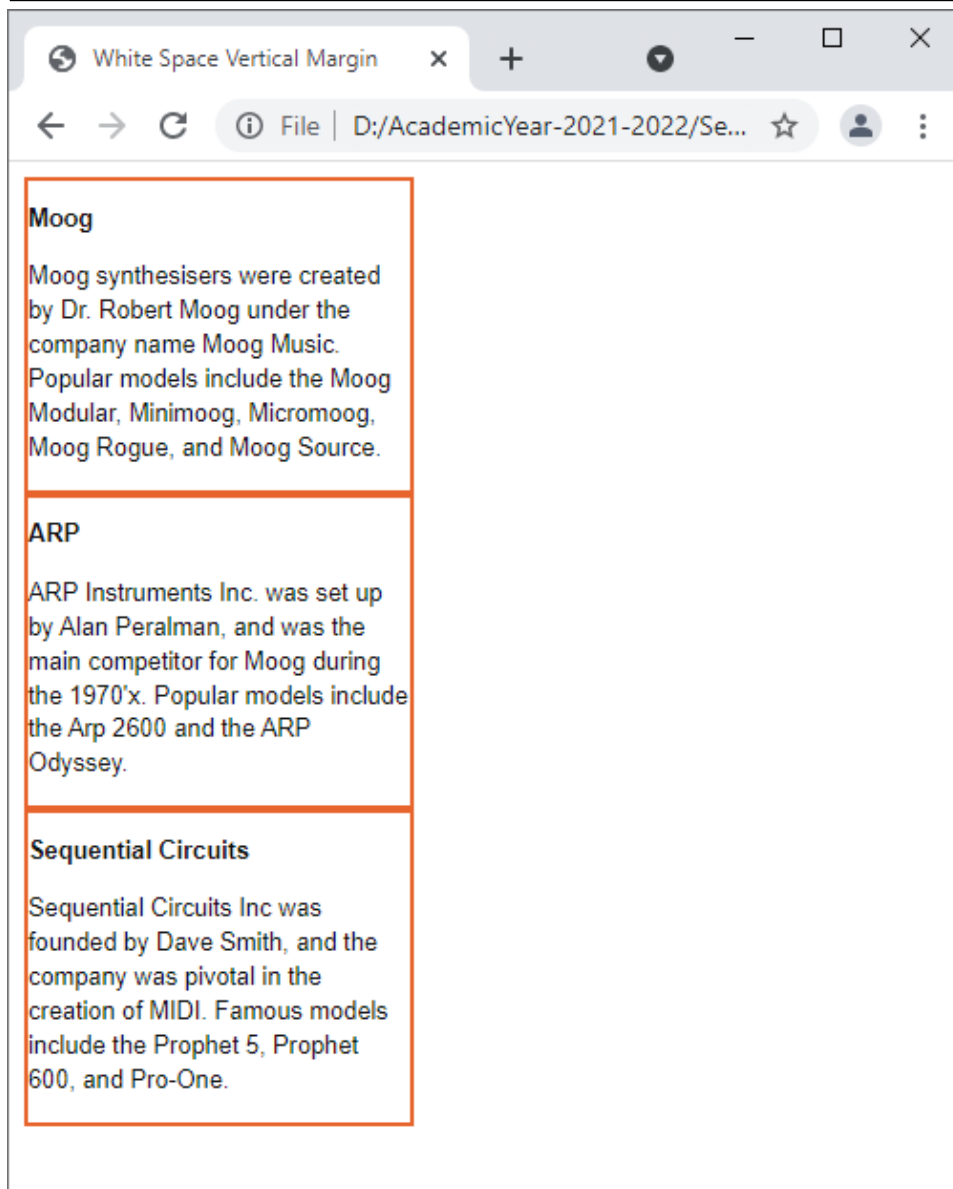 White Space Vertical Margin
File | D:/AcademicYear-2021-2022/Se...
Moog
Moog synthesisers were created
by Dr. Robert Moog under the
company name Moog Music.
Popular models include the Moog
Modular, Minimoog, Micromoog,
Moog Rogue, and Moog Source.
ARP
ARP Instruments Inc. was set up
by Alan Peralman, and was the
main competitor for Moog during
the 1970'x. Popular models include
the Arp 2600 and the ARP
Odyssey.
Sequential Circuits
Sequential Circuits Inc was
founded by Dave Smith, and the
company was pivotal in the
creation of MIDI. Famous models
include the Prophet 5, Prophet
600, and Pro-One.